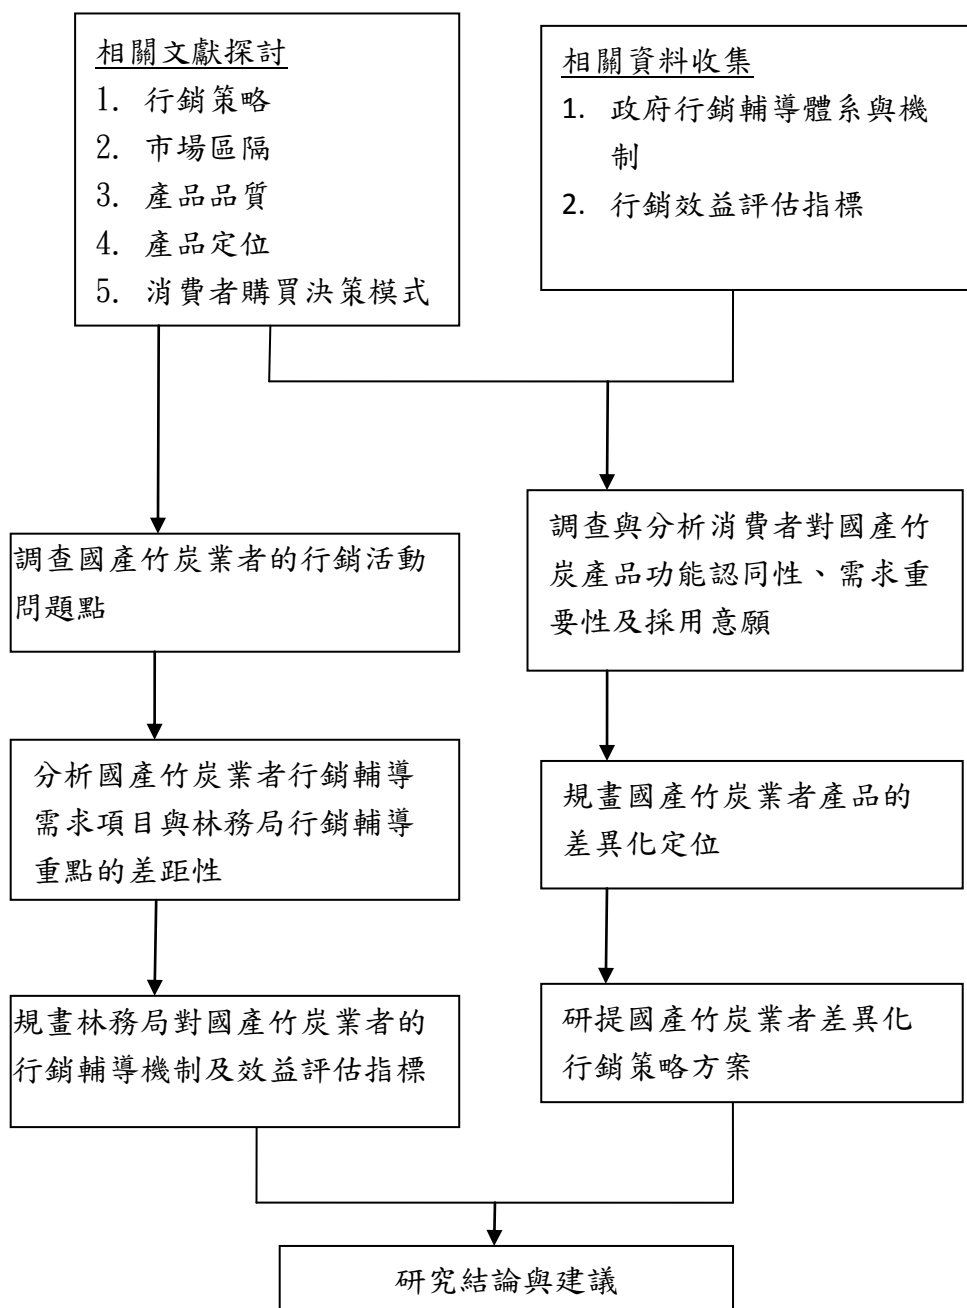 相關文獻探討
1. 行銷策略
2. 市場區隔
3. 產品品質
4. 產品定位
5. 消費者購買決策模式
相關資料收集
1. 政府行銷輔導體系與機
制
2. 行銷效益評估指標
調查國產竹炭業者的行銷活動
問題點
調查與分析消費者對國產竹
炭產品功能認同性、需求重
要性及採用意願
分析國產竹炭業者行銷輔導
需求項目與林務局行銷輔導
重點的差距性
規畫國產竹炭業者產品的
差異化定位
規畫林務局對國產竹炭業者的
行銷輔導機制及效益評估指標
研提國產竹炭業者差異化
行銷策略方案
研究結論與建議